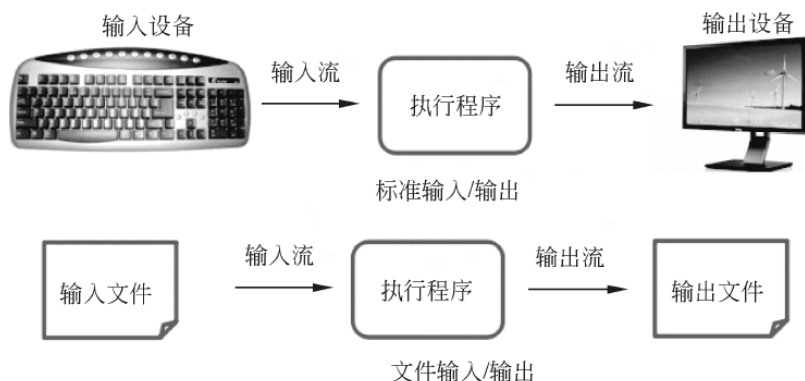 输入设备
输出设备
输入流
执行程序
输出流
标准输入/输出
输入文件
输入流
执行程序
输出流
输出文件
文件输入/输出